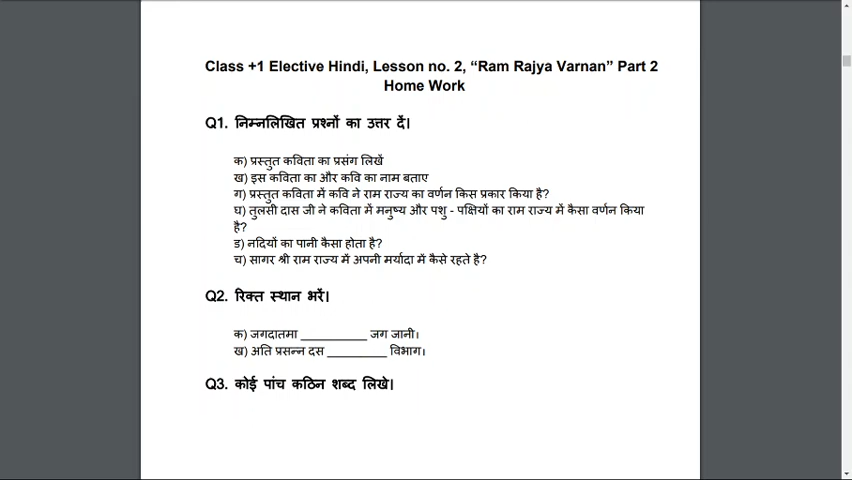 Class +1 Elective Hindi, Lesson no. 2, “Ram Rajya Varnan” Part 2
Home Work
Q1. निम्नलिखित प्रश्नों का उत्तर दें।
क) प्रस्तुत कविता का प्रसंग लिखें
ख) इस कविता का और कवि का नाम बताए
ग) प्रस्तुत कविता में कवि ने राम राज्य का वर्णन किस प्रकार किया है?
घ) तुलसी दास जी ने कविता में मनुष्य और पशु - पक्षियों का राम राज्य में कैसा वर्णन किया
है?
ड) नदियों का पानी कैसा होता है?
च) सागर श्री राम राज्य में अपनी मर्यादा में कैसे रहते है?
Q2. रिक्त स्थान भरें।
क) जगदातमा __________ जग जानी।
ख) अति प्रसन्न दस _________ विभाग।
Q3. कोई पांच कठिन शब्द लिखे।